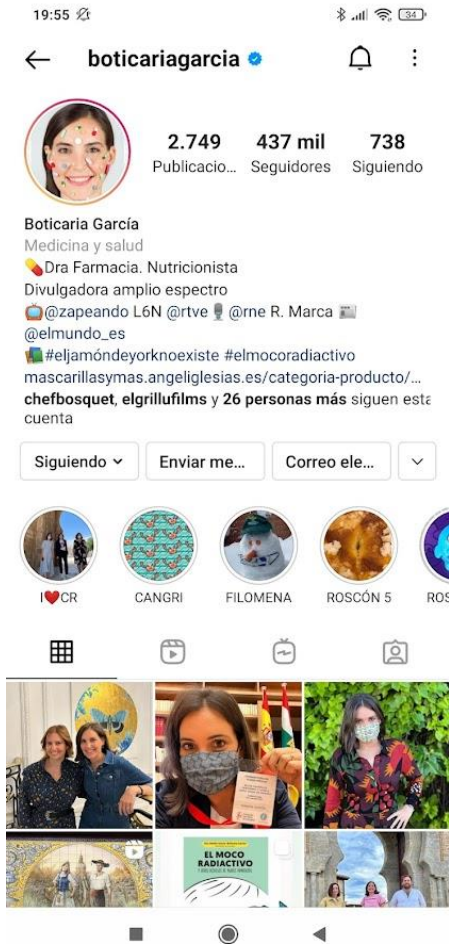 19:55
34
boticariagarcia
2.749 437 mil 738
Publicacio... Seguidores Siguiendo
Boticaria García
Medicina y salud
Dra Farmacia. Nutricionista
Divulgadora amplio espectro
@zapeando L6N @rtve @rne R. Marca
@elmundo_es
#eljamóndeyorknoexiste #elmocoradiactivo
mascarillasymas.angeliglesias.es/categoria-producto/...
chefbosquet, elgrillufilms y 26 personas más siguen esta
cuenta
Siguiendo Enviar me... Correo ele...
I❤CR CANGRI FILOMENA ROSCÓN 5 ROS
EL MOCO
RADIACTIVO